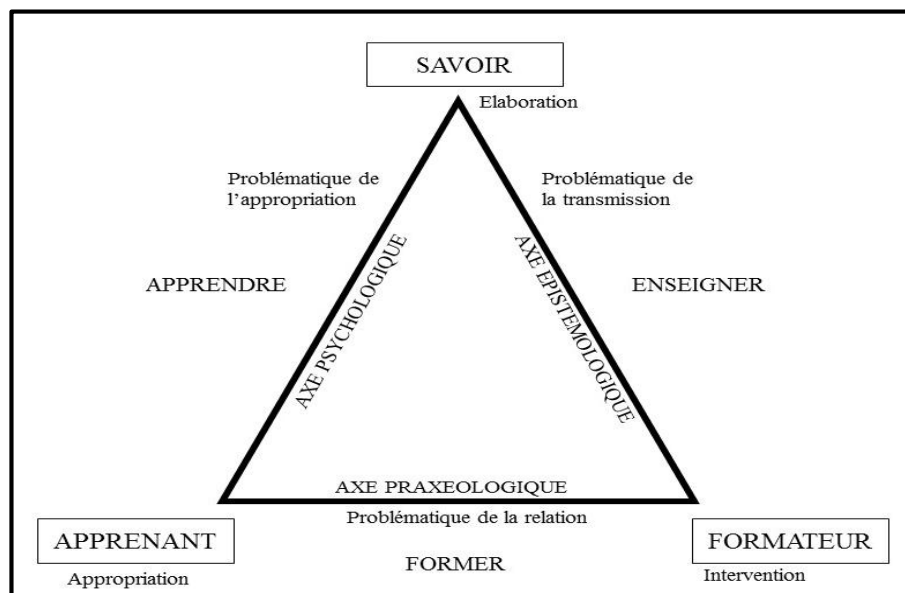 SAVOIR
Elaboration
Problématique de
l’appropriation
Problématique de
la transmission
AXE PSYCHOLOGIQUE
AXE EPISTEMOLOGIQUE
APPRENDRE
ENSEIGNER
AXE PRAXEOLOGIQUE
Problématique de la relation
APPRENANT
FORMATEUR
FORMER
Appropriation
Intervention